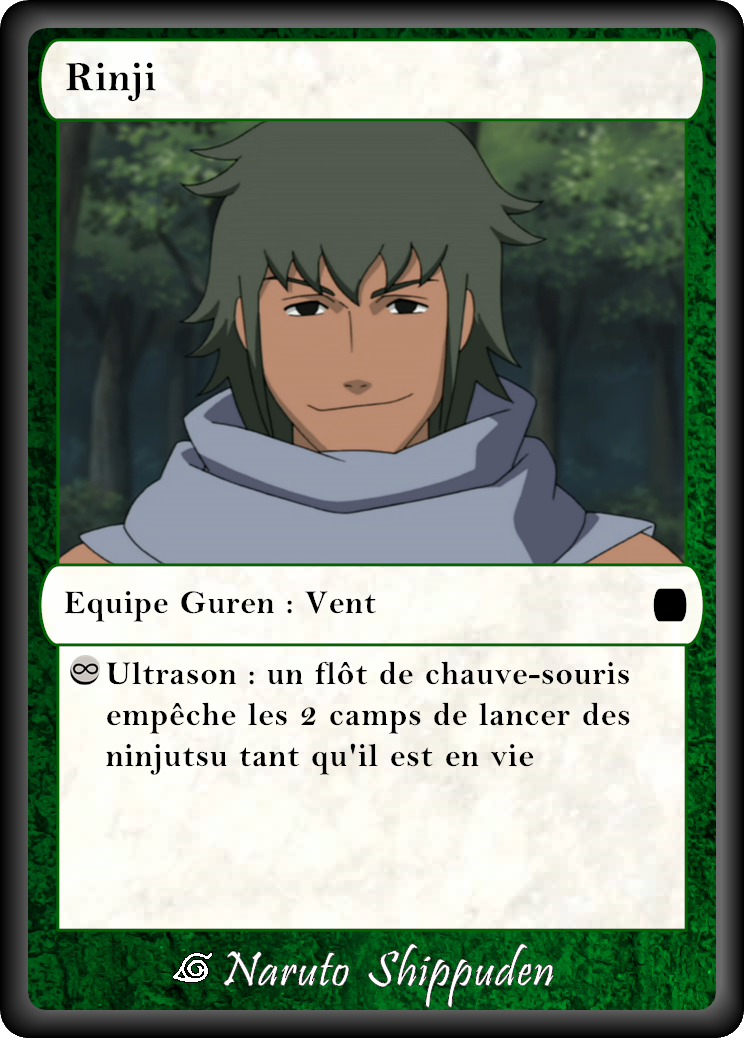 Rinji
Equipe Guren : Vent
Ultrason : un flôt de chauve-souris
empêche les 2 camps de lancer des
ninjutsu tant qu'il est en vie
Naruto Shippuden